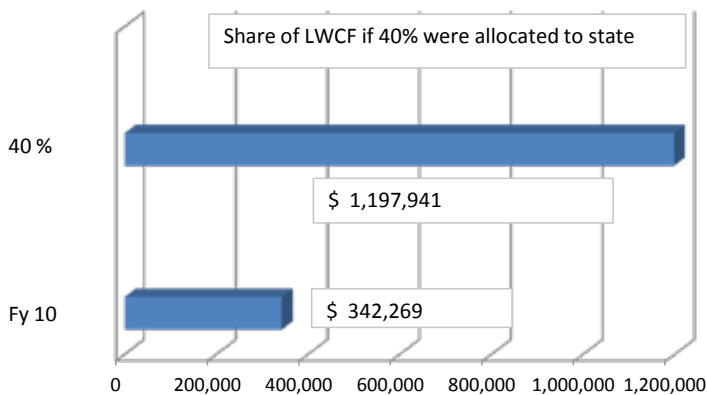 Share of LWCF if 40% were allocated to state
40 %
$ 1,197,941
Fy 10
$ 342,269
0 200,000 400,000 600,000 800,000 1,000,000 1,200,000